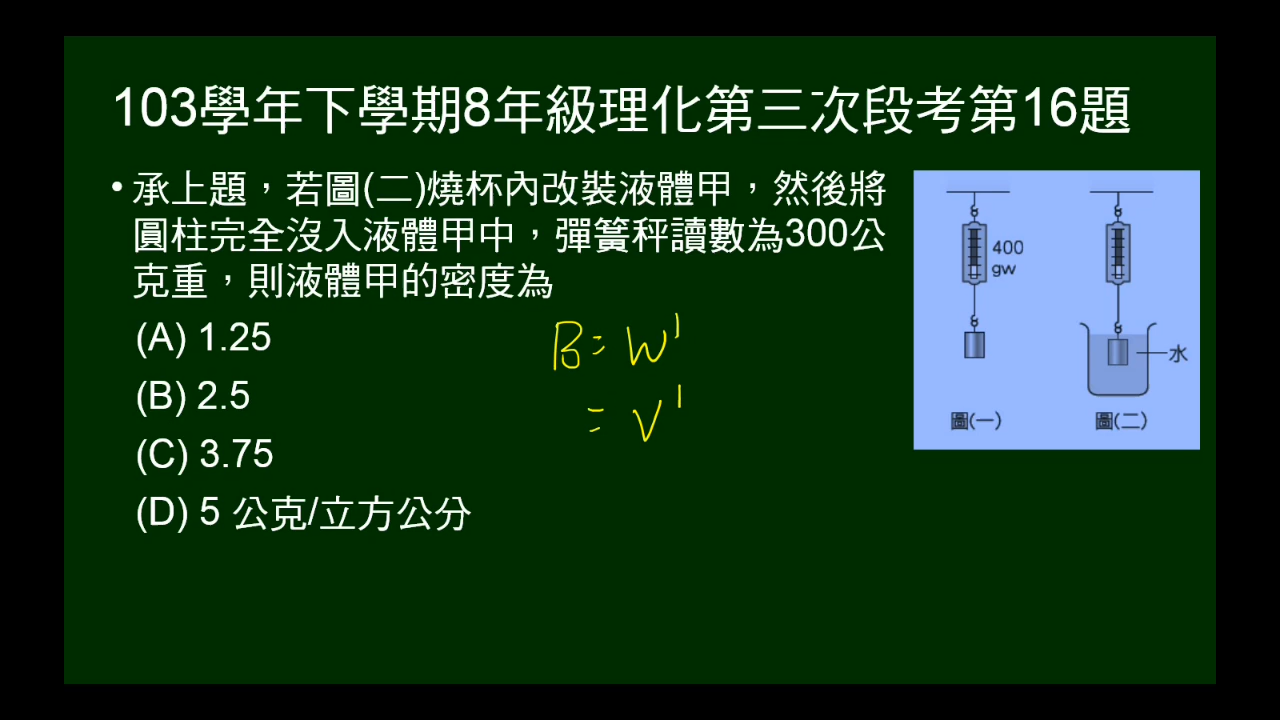 103學年下學期8年級理化第三次段考第16題
• 承上題，若圖(二)燒杯內改裝液體甲，然後將
圓柱完全沒入液體甲中，彈簧秤讀數為300公
克重，則液體甲的密度為
(A) 1.25
(B) 2.5
(C) 3.75
(D) 5 公克/立方公分
B = W'
= V'
400
gw
水
圖(一)
圖(二)